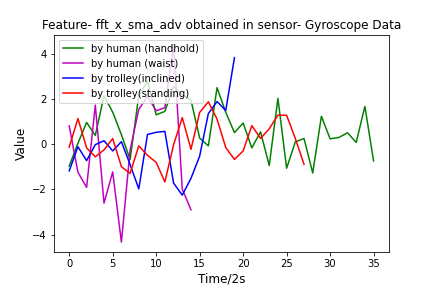 Feature- fft_x_sma_adv obtained in sensor- Gyroscope Data
by human (handhold)
by human (waist)
by trolley(inclined)
by trolley(standing)
4
2
0
−2
−4
Value
0 5 10 15 20 25 30 35
Time/2s